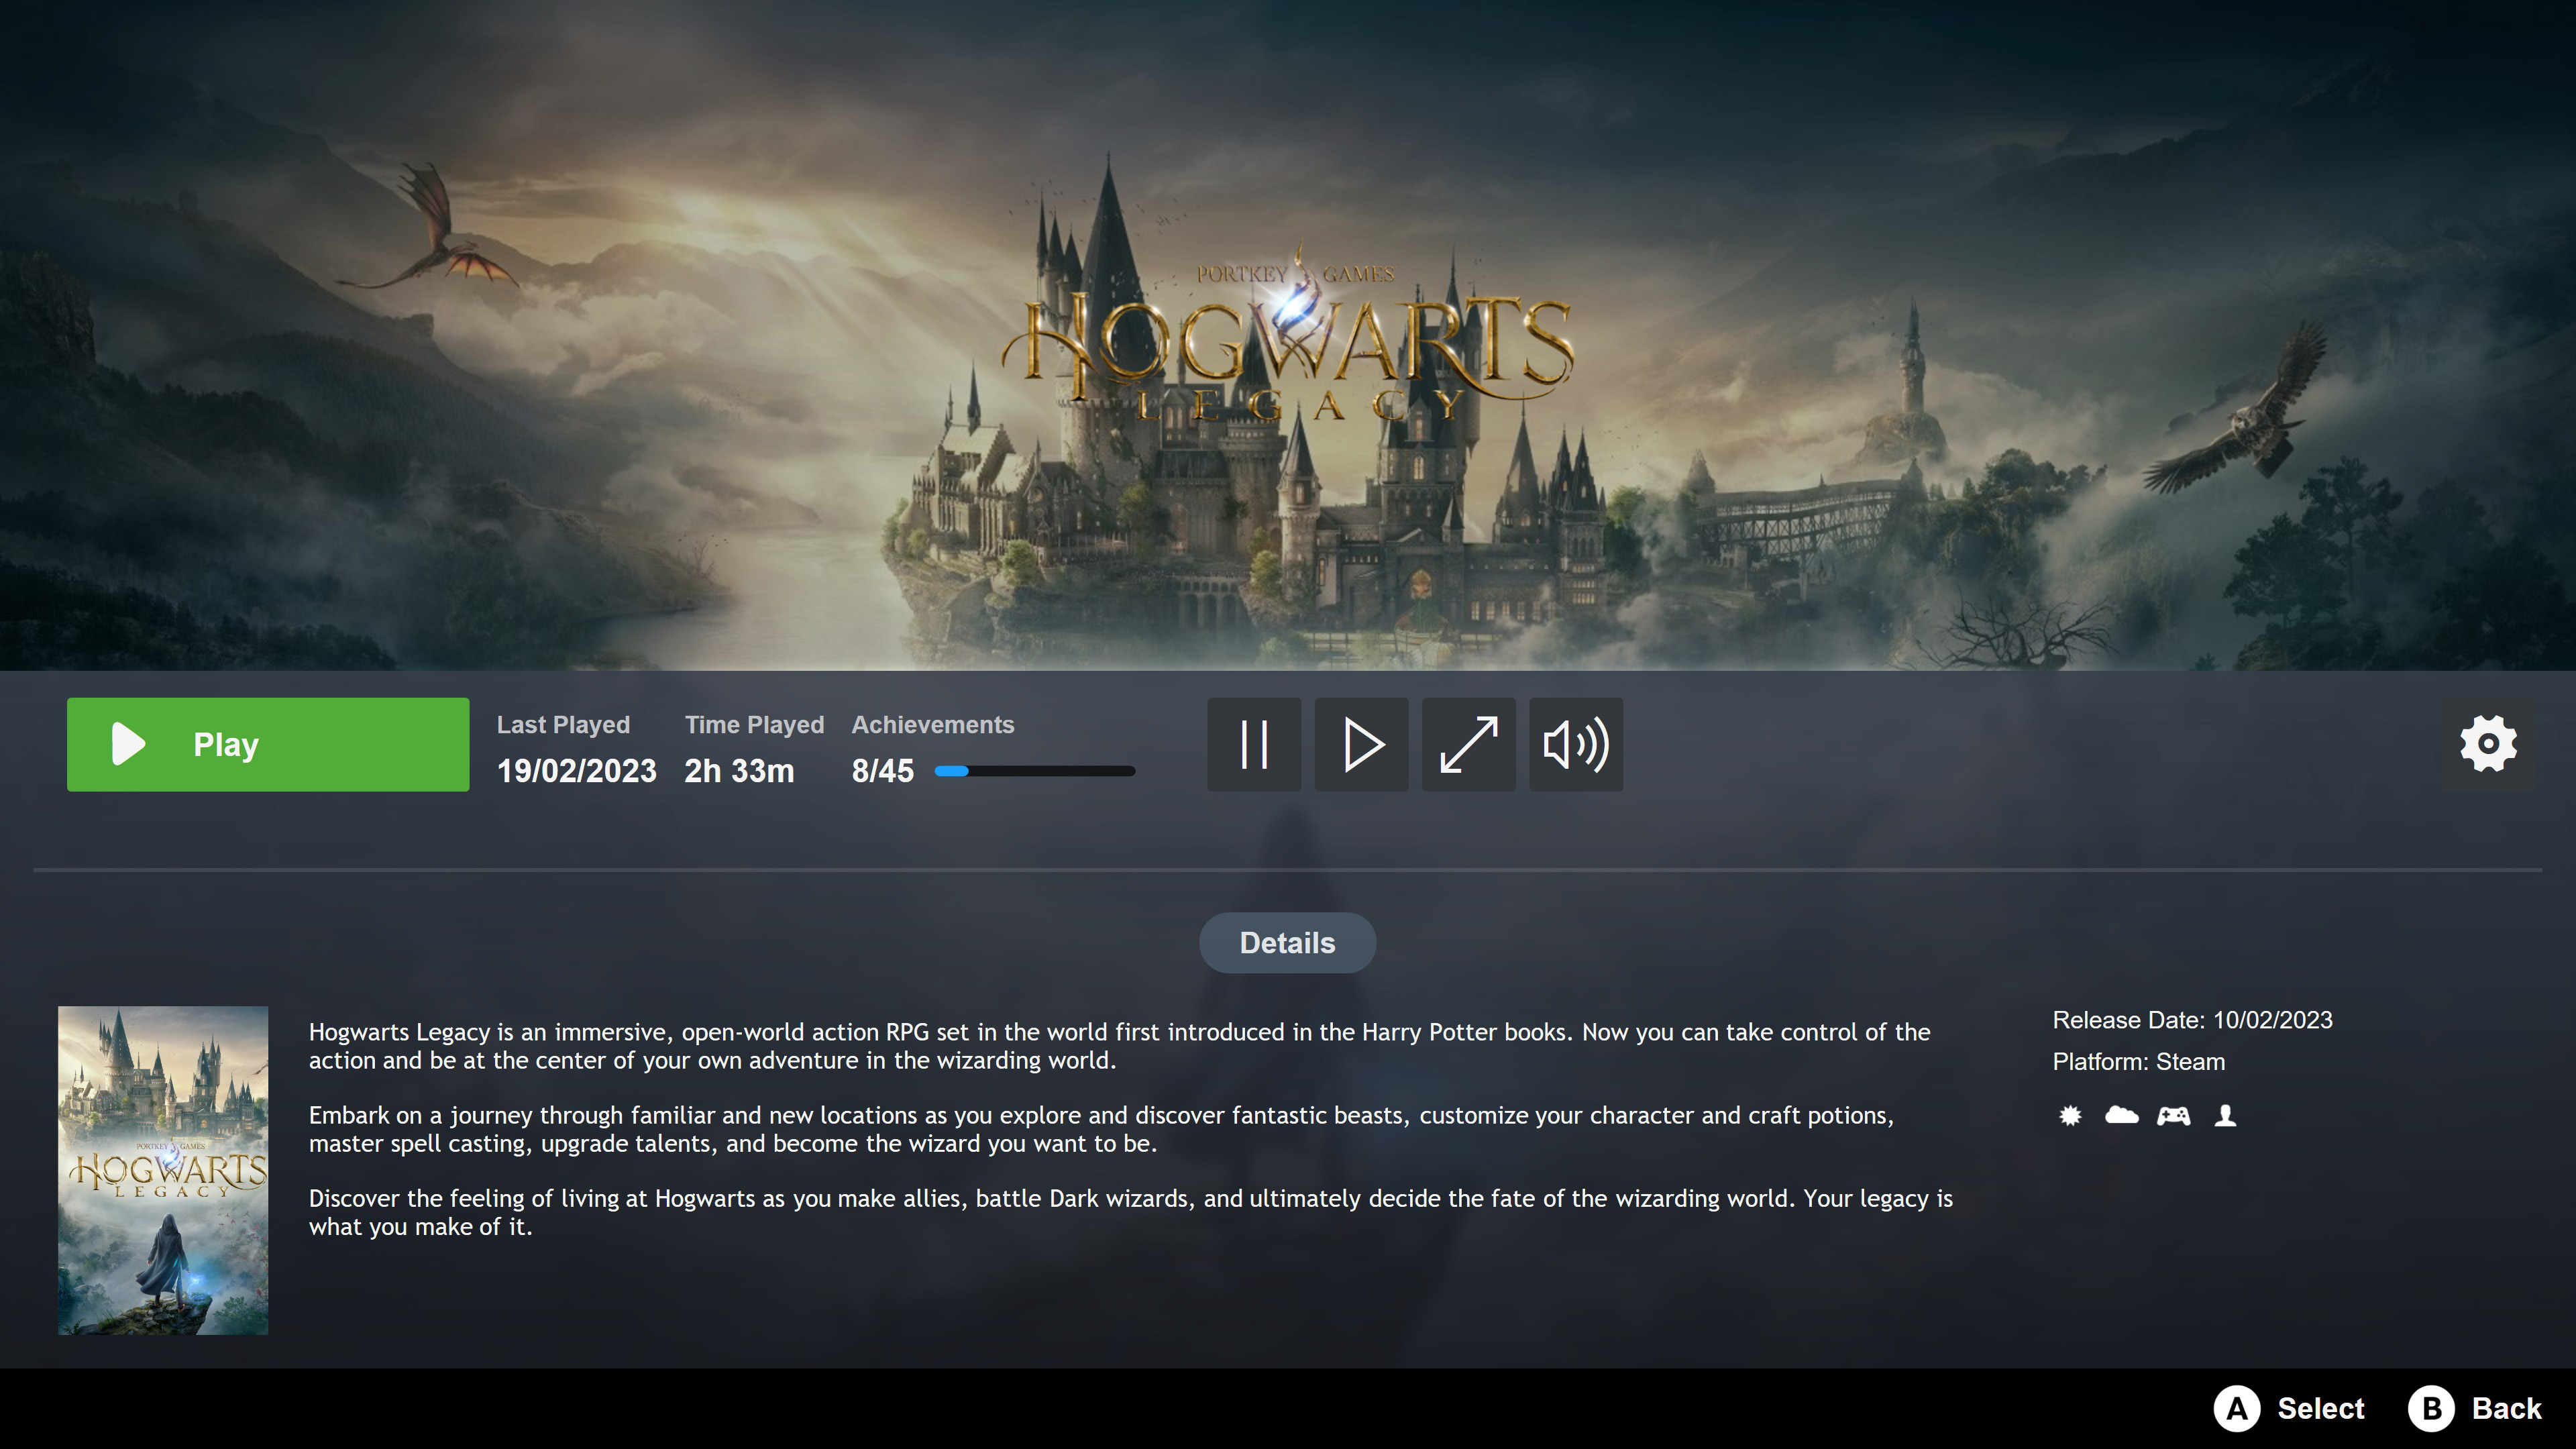 PORTKEY GAMES
HOGWARTS
LEGACY
Play
Last Played
19/02/2023
Time Played
2h 33m
Achievements
8/45
Details
PORTKEY GAMES
HOGWARTS
LEGACY
Hogwarts Legacy is an immersive, open-world action RPG set in the world first introduced in the Harry Potter books. Now you can take control of the
action and be at the center of your own adventure in the wizarding world.
Embark on a journey through familiar and new locations as you explore and discover fantastic beasts, customize your character and craft potions,
master spell casting, upgrade talents, and become the wizard you want to be.
Discover the feeling of living at Hogwarts as you make allies, battle Dark wizards, and ultimately decide the fate of the wizarding world. Your legacy is
what you make of it.
Release Date: 10/02/2023
Platform: Steam
A Select B Back